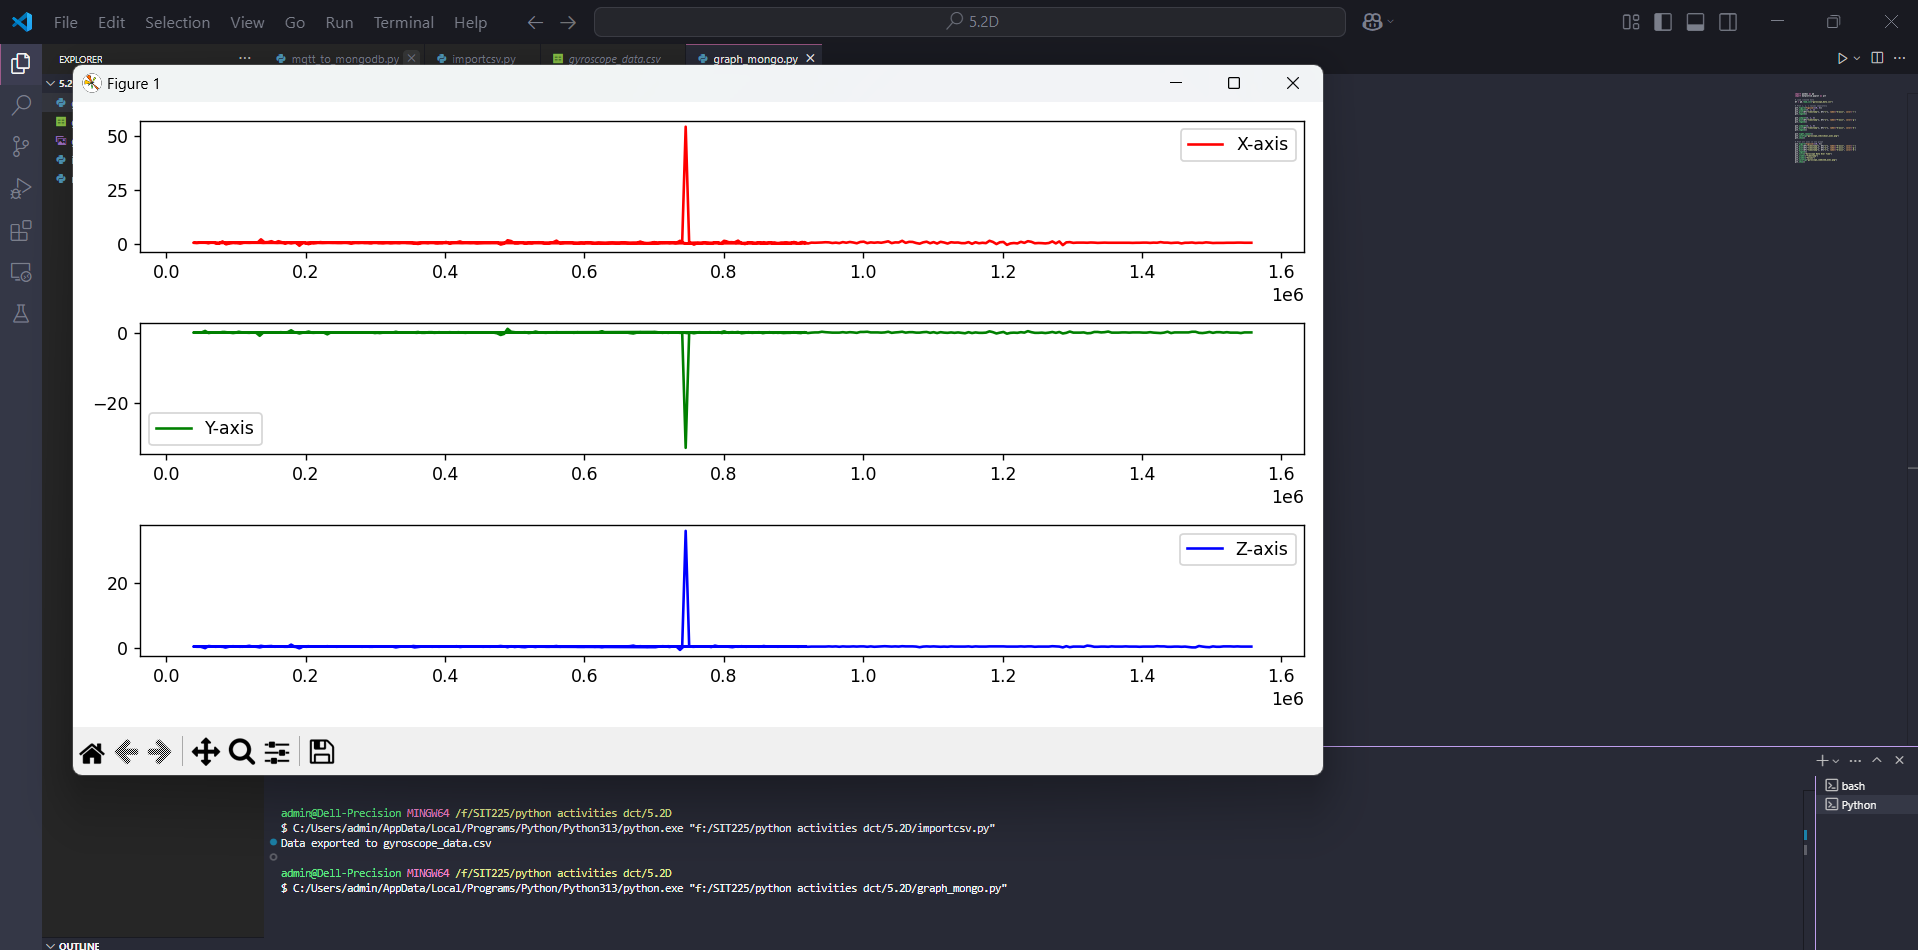 File Edit Selection View Go Run Terminal Help
5.2D
EXPLORER
mqtt_to_mongodb.py
importcsv.py
gyroscope_data.csv
graph_mongo.py
5.2
Figure 1
50
25
0
X-axis
0.0 0.2 0.4 0.6 0.8 1.0 1.2 1.4 1.6
1e6
0
−20
Y-axis
0.0 0.2 0.4 0.6 0.8 1.0 1.2 1.4 1.6
1e6
20
0
Z-axis
0.0 0.2 0.4 0.6 0.8 1.0 1.2 1.4 1.6
1e6
bash
Python
admin@Dell-Precision MINGW64 /f/SIT225/python activities dct/5.2D
$ C:/Users/admin/AppData/Local/Programs/Python/Python313/python.exe "f:/SIT225/python activities dct/5.2D/importcsv.py"
Data exported to gyroscope_data.csv
admin@Dell-Precision MINGW64 /f/SIT225/python activities dct/5.2D
$ C:/Users/admin/AppData/Local/Programs/Python/Python313/python.exe "f:/SIT225/python activities dct/5.2D/graph_mongo.py"
OUTLINE